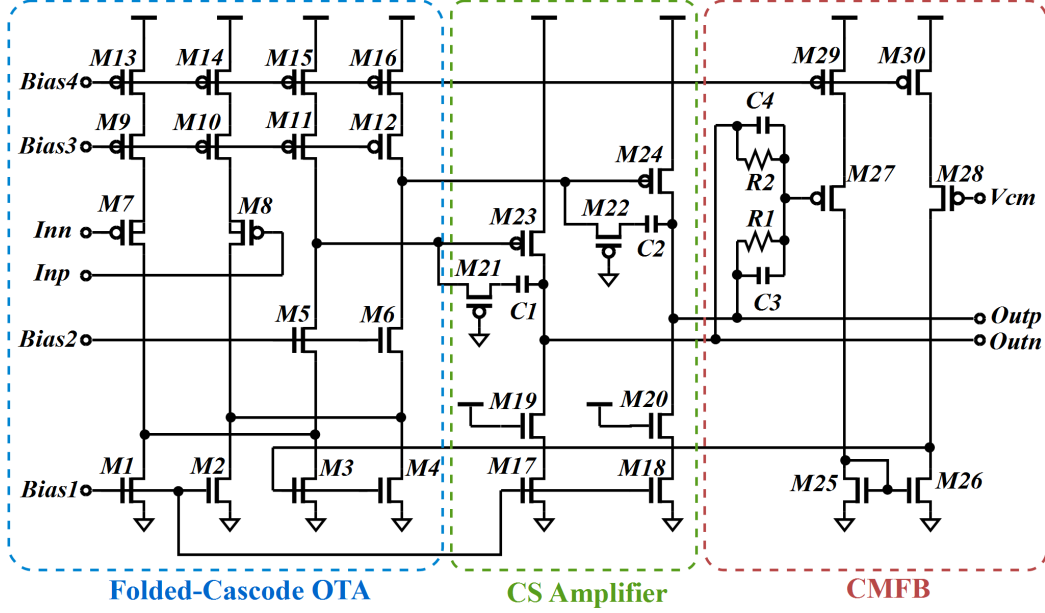 M13 M14 M15 M16 M29 M30
Bias4
C4
M9 M10 M11 M12
Bias3
M24
R2
M7 M8 M23 M22 M27 M28
Inn
Vcm
R1
C2
Inp
M21
C3
M5 M6 C1
Outp
Bias2
Outn
M19 M20
M1 M2 M3 M4 M17 M18
Bias1
M25 M26
Folded-Cascode OTA
CS Amplifier
CMFB